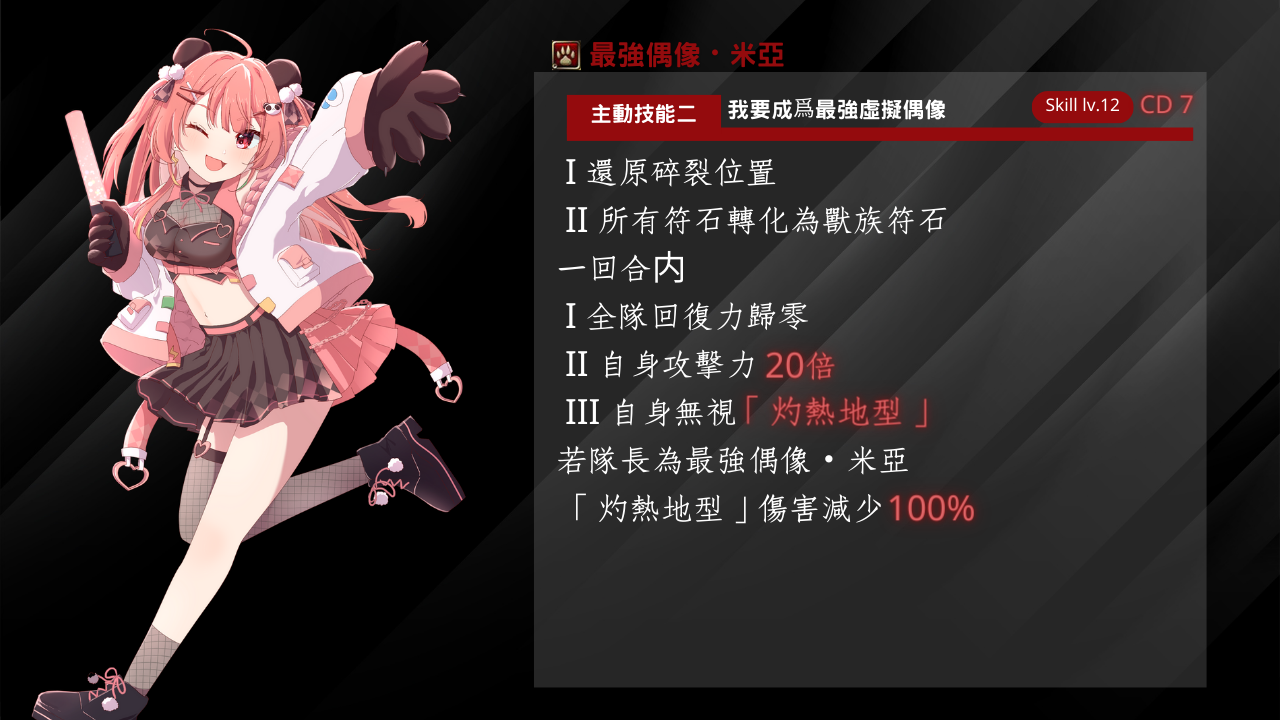 最強偶像・米亞
主動技能二 我要成爲最強虛擬偶像 Skill lv.12 CD 7
I 還原碎裂位置
II 所有符石轉化為獸族符石
一回合内
I 全隊回復力歸零
II 自身攻擊力 20倍
III 自身無視「 灼熱地型 」
若隊長為最強偶像・米亞
「 灼熱地型 」傷害減少 100%